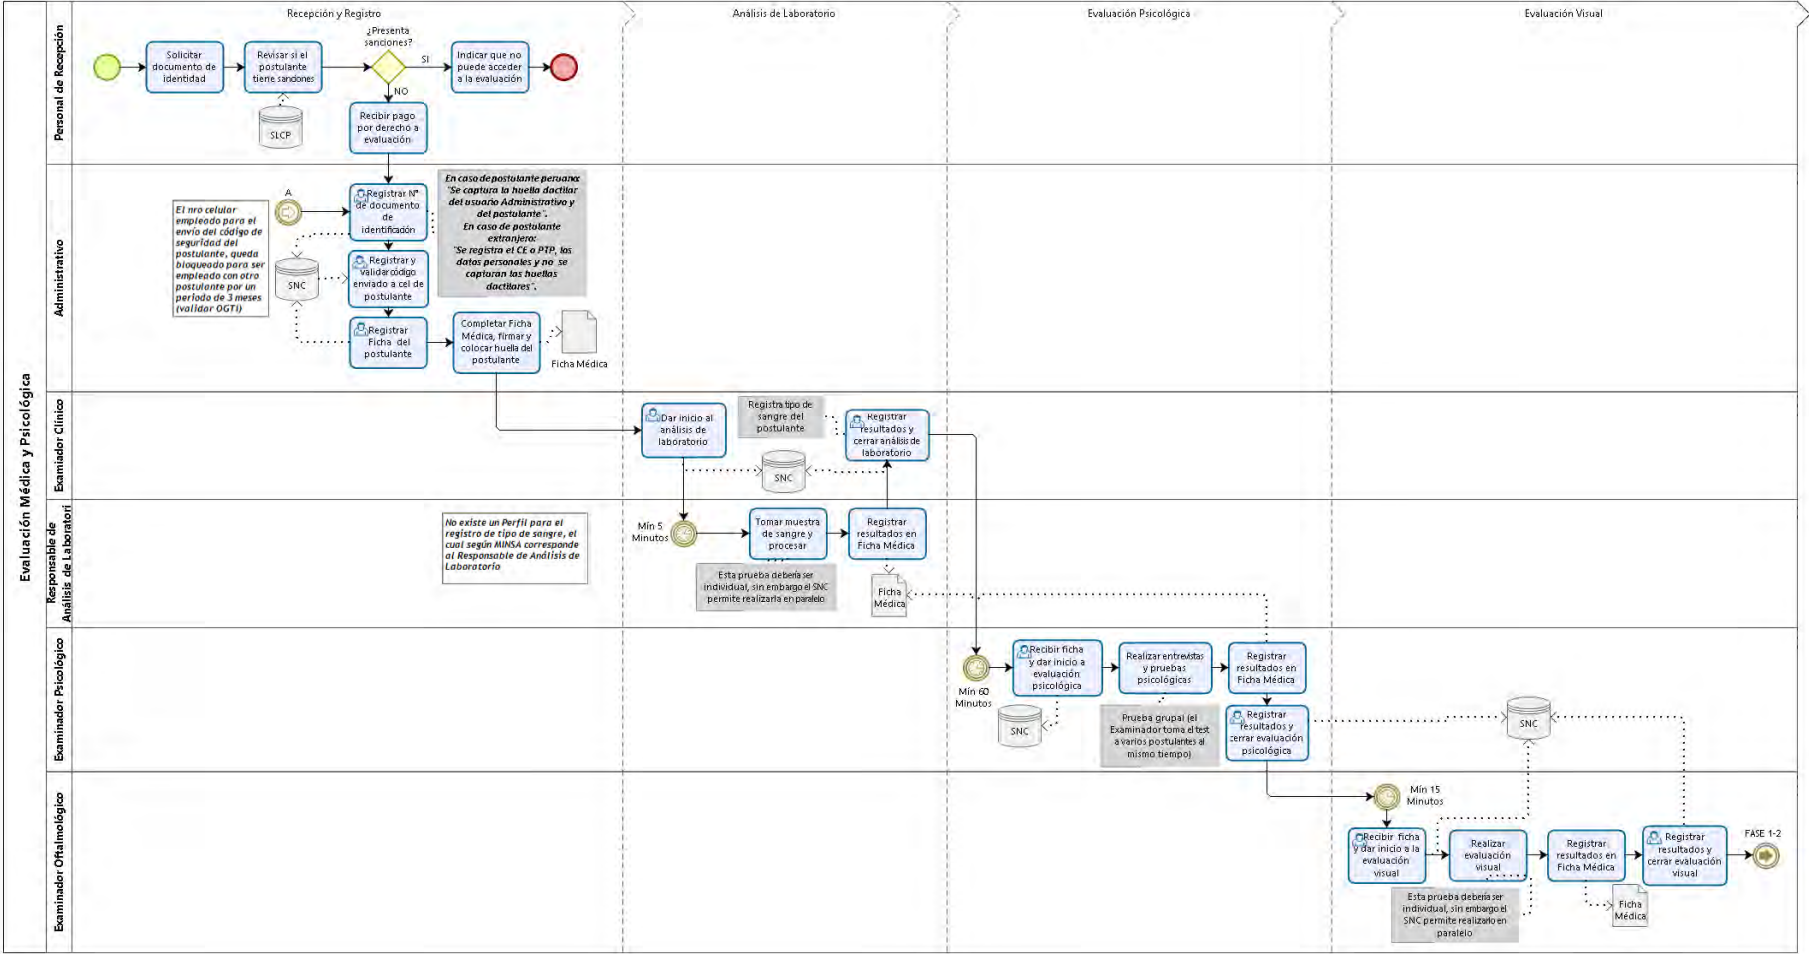 Recepción y Registro
Análisis de Laboratorio
Evaluación Psicológica
Evaluación Visual
Evaluación Médica y Psicológica
Personal de Recepción
Solicitar
documento de
identidad
Revisar si el
postulante
tiene sanciones
SLCP
¿Presenta
sanciones?
SI
NO
Indicar que no
puede acceder
a la evaluación
Recibir pago
por derecho a
evaluación
Administrativo
El nro celular
empleado para el
envío del código de
seguridad del
postulante, queda
bloqueado para ser
empleado con otro
postulante por un
periodo de 3 meses
(validar OGTI)
A
Registrar N°
de documento
de
identificación
En caso de postulante peruano:
"Se captura la huella dactilar
del usuario Administrativo y
del postulante".
En caso de postulante
extranjero:
"Se registra el CE o PTP, los
datos personales y no se
capturan las huellas
dactilares".
SNC
Registrar y
validar código
enviado a cel de
postulante
Registrar
Ficha del
postulante
Completar Ficha
Médica, firmar y
colocar huella del
postulante
Ficha Médica
Examiador Clínico
Dar inicio al
análisis de
laboratorio
Registra tipo de
sangre del
postulante
SNC
Registrar
resultados y
cerrar análisis de
laboratorio
Responsable de
Análisis de Laboratori
No existe un Perfil para el
registro de tipo de sangre, el
cual según MINSA corresponde
al Responsable de Análisis de
Laboratorio
Mín 5
Minutos
Tomar muestra
de sangre y
procesar
Registrar
resultados en
Ficha Médica
Esta prueba debería ser
individual, sin embargo el SNC
permite realizarla en paralelo
Ficha
Médica
Examinador Psicológico
Mín 60
Minutos
Recibir ficha
y dar inicio a
evaluación
psicológica
SNC
Realizar entrevistas
y pruebas
psicológicas
Prueba grupal (el
Examinador toma el test
a varios postulantes al
mismo tiempo)
Registrar
resultados en
Ficha Médica
Registrar
resultados y
cerrar evaluación
psicológica
SNC
Examinador Oftalmológico
Mín 15
Minutos
Recibir ficha
y dar inicio a la
evaluación
visual
Realizar
evaluación
visual
Registrar
resultados en
Ficha Médica
Registrar
resultados y
cerrar evaluación
visual
FASE 1-2
Esta prueba debería ser
individual, sin embargo el
SNC permite realizarlo en
paralelo
Ficha
Médica